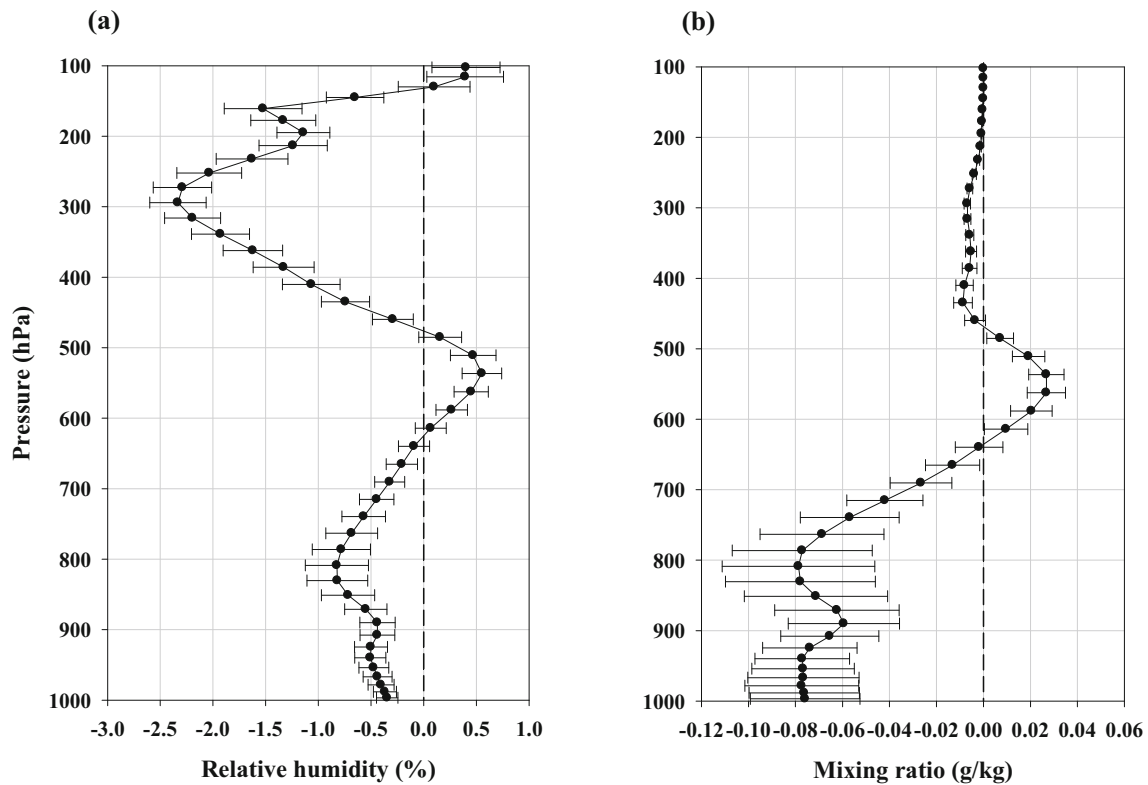 (a)
(b)
100
200
300
400
500
600
700
800
900
1000
Pressure (hPa)
-3.0 -2.5 -2.0 -1.5 -1.0 -0.5 0.0 0.5 1.0
Relative humidity (%)
100
200
300
400
500
600
700
800
900
1000
-0.12 -0.10 -0.08 -0.06 -0.04 -0.02 0.00 0.02 0.04 0.06
Mixing ratio (g/kg)